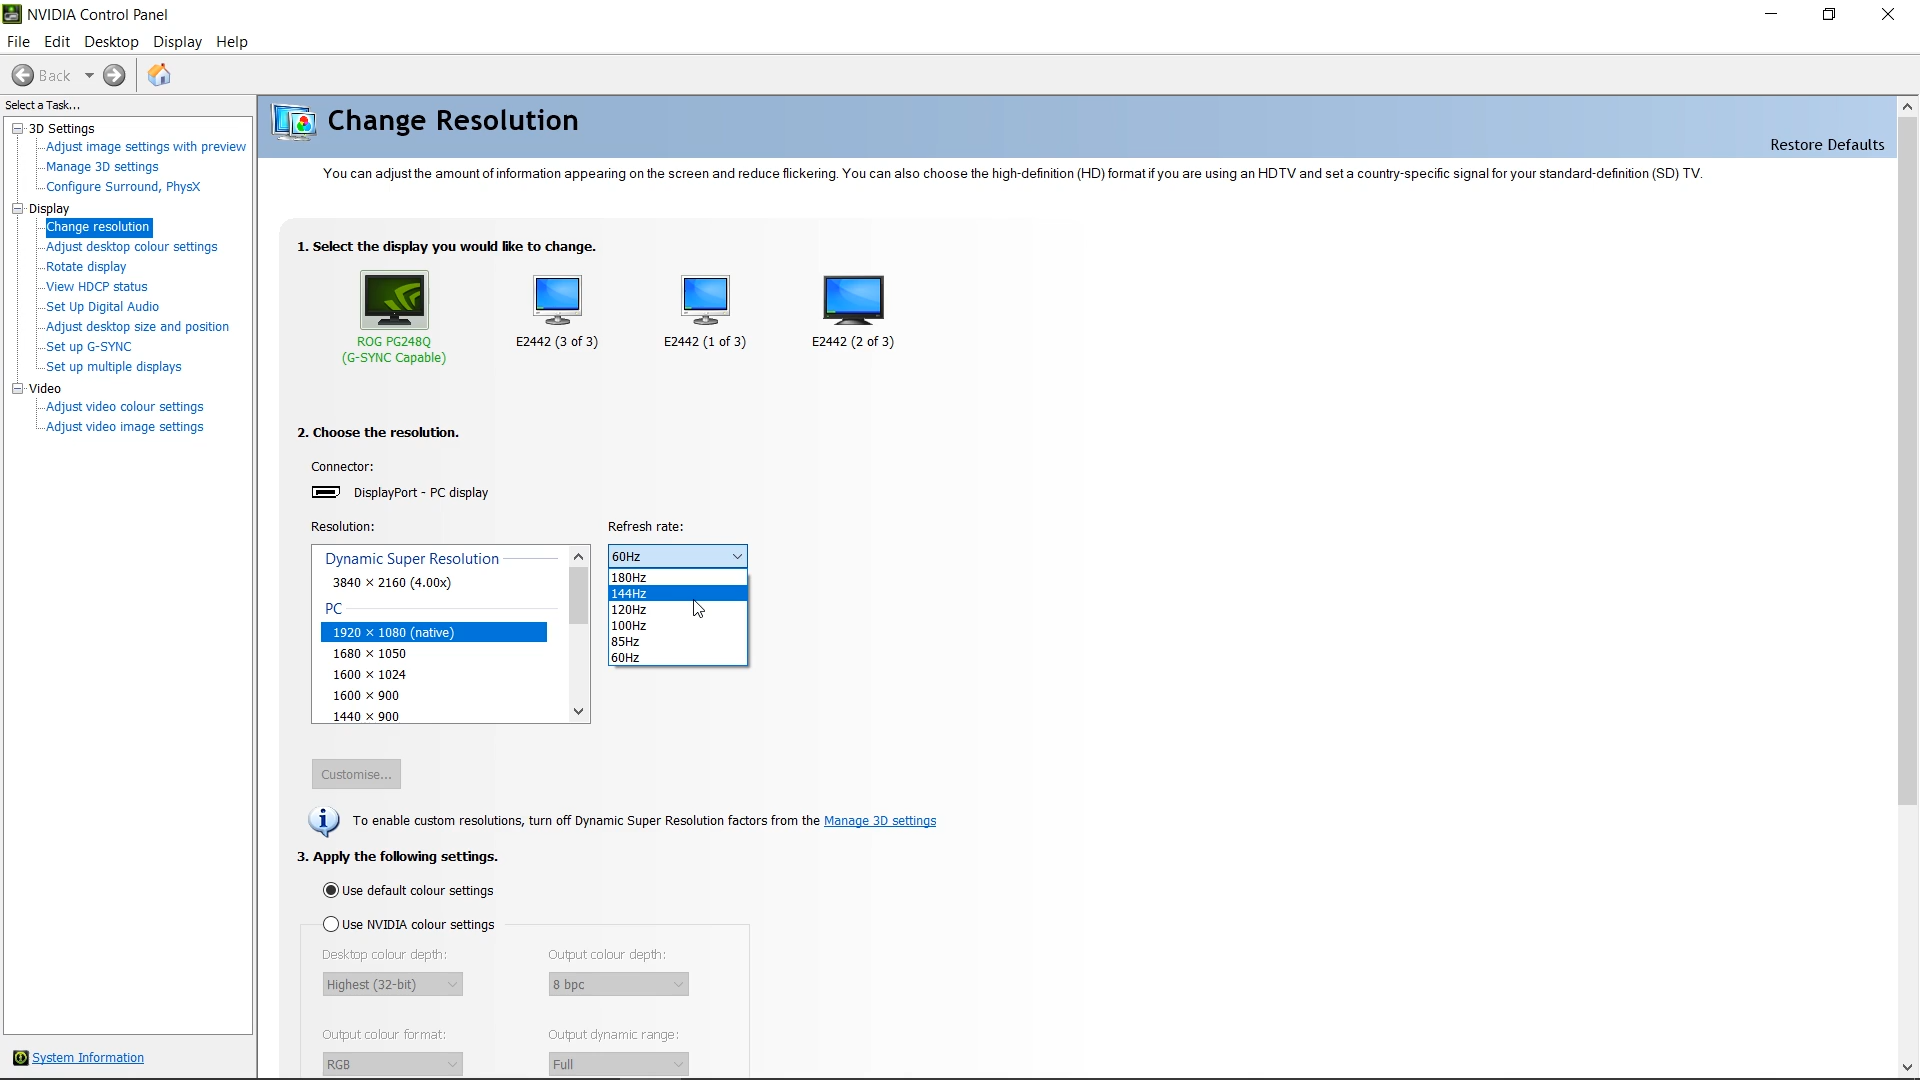 NVIDIA Control Panel
File Edit Desktop Display Help
Back
Select a Task...
3D Settings
Adjust image settings with preview
Manage 3D settings
Configure Surround, PhysX
Display
Change resolution
Adjust desktop colour settings
Rotate display
View HDCP status
Set Up Digital Audio
Adjust desktop size and position
Set up G-SYNC
Set up multiple displays
Video
Adjust video colour settings
Adjust video image settings
System Information
Change Resolution
Restore Defaults
You can adjust the amount of information appearing on the screen and reduce flickering. You can also choose the high-definition (HD) format if you are using an HDTV and set a country-specific signal for your standard-definition (SD) TV.
1. Select the display you would like to change.
ROG PG248Q
(G-SYNC Capable)
E2442 (3 of 3)
E2442 (1 of 3)
E2442 (2 of 3)
2. Choose the resolution.
Connector:
DisplayPort - PC display
Resolution:
Dynamic Super Resolution
3840 × 2160 (4.00x)
PC
1920 × 1080 (native)
1680 × 1050
1600 × 1024
1600 × 900
1440 × 900
Refresh rate:
60Hz
180Hz
144Hz
120Hz
100Hz
85Hz
60Hz
Customise...
To enable custom resolutions, turn off Dynamic Super Resolution factors from the Manage 3D settings
3. Apply the following settings.
Use default colour settings
Use NVIDIA colour settings
Desktop colour depth:
Highest (32-bit)
Output colour depth:
8 bpc
Output colour format:
RGB
Output dynamic range:
Full